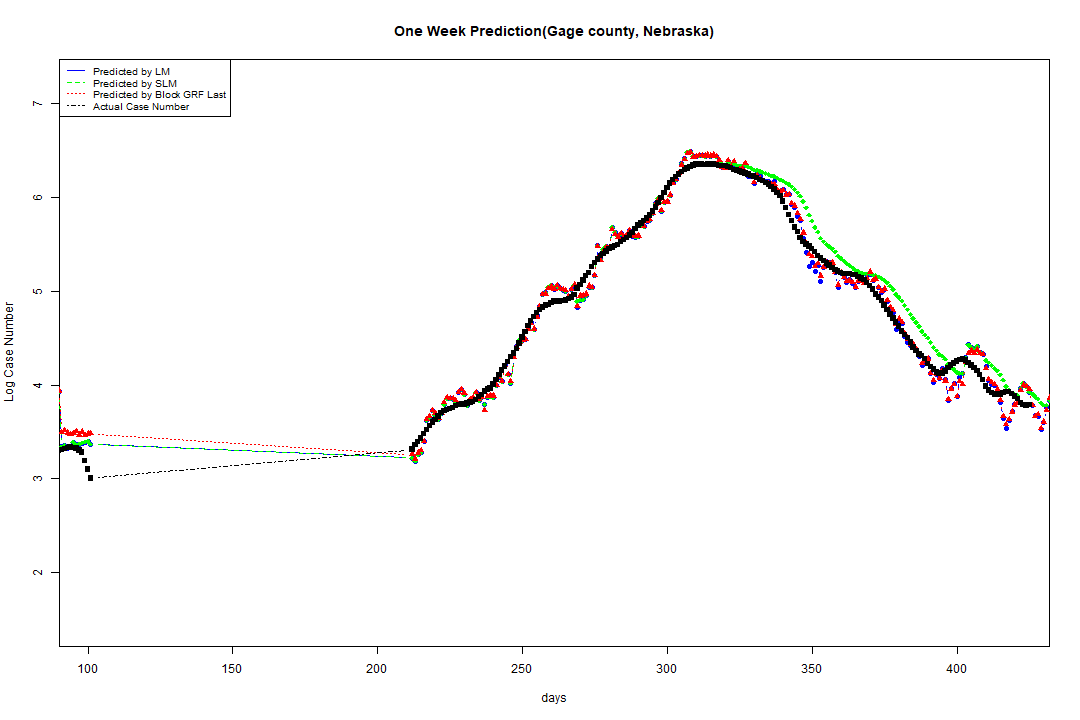 One Week Prediction(Gage county, Nebraska)
Predicted by LM
Predicted by SLM
Predicted by Block GRF Last
Actual Case Number
7
6
5
4
3
2
Log Case Number
100 150 200 250 300 350 400
days